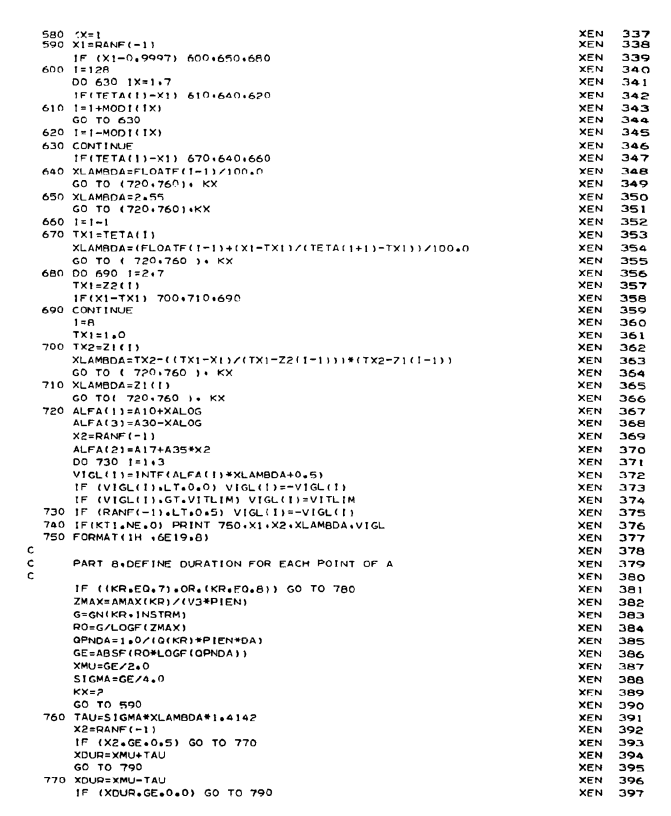 580 KX=1 XEN 337
590 X1=RANF(-1) XEN 338
IF (X1-0.9997) 600,650,680 XEN 339
600 I=128 XEN 340
DO 630 IX=1,7 XEN 341
IF(TETA(I)-X1) 610,640,620 XEN 342
610 I=I+MODI(IX) XEN 343
GO TO 630 XEN 344
620 I=I-MODI(IX) XEN 345
630 CONTINUE XEN 346
IF(TETA(I)-X1) 670,640,660 XEN 347
640 XLAMBDA=FLOATF(I-1)/100.0 XEN 348
GO TO (720,760), KX XEN 349
650 XLAMBDA=2.55 XEN 350
GO TO (720,760),KX XEN 351
660 I=I-1 XEN 352
670 TX1=TETA(I) XEN 353
XLAMBDA=(FLOATF(I-1)+(X1-TX1)/(TETA(I+1)-TX1))/100.0 XEN 354
GO TO ( 720,760 ), KX XEN 355
680 DO 690 I=2,7 XEN 356
TX1=Z2(I) XEN 357
IF(X1-TX1) 700,710,690 XEN 358
690 CONTINUE XEN 359
I=8 XEN 360
TX1=1.0 XEN 361
700 TX2=Z1(I) XEN 362
XLAMBDA=TX2-((TX1-X1)/(TX1-Z2(I-1)))*(TX2-Z1(I-1)) XEN 363
GO TO ( 720,760 ), KX XEN 364
710 XLAMBDA=Z1(I) XEN 365
GO TO( 720,760 ), KX XEN 366
720 ALFA(1)=A10+XALOG XEN 367
ALFA(3)=A30-XALOG XEN 368
X2=RANF(-1) XEN 369
ALFA(2)=A17+A35*X2 XEN 370
DO 730 I=1,3 XEN 371
VIGL(I)=INTF(ALFA(I)*XLAMBDA+0.5) XEN 372
IF (VIGL(I).LT.0.0) VIGL(I)=-VIGL(I) XEN 373
IF (VIGL(I).GT.VITLIM) VIGL(I)=VITLIM XEN 374
730 IF (RANF(-1).LT.0.5) VIGL(I)=-VIGL(I) XEN 375
740 IF(KT1.NE.0) PRINT 750,X1,X2,XLAMBDA,VIGL XEN 376
750 FORMAT(1H ,6E19.8) XEN 377
C XEN 378
C PART 8,DEFINE DURATION FOR EACH POINT OF A XEN 379
C XEN 380
IF ((KR.EQ.7).OR.(KR.EQ.8)) GO TO 780 XEN 381
ZMAX=AMAX(KR)/(V3*PIEN) XEN 382
G=GN(KR,INSTRM) XEN 383
RO=G/LOGF(ZMAX) XEN 384
QPNDA=1.0/(Q(KR)*PIEN*DA) XEN 385
GE=ABSF(RO*LOGF(QPNDA)) XEN 386
XMU=GE/2.0 XEN 387
SIGMA=GE/4.0 XEN 388
KX=2 XEN 389
GO TO 590 XEN 390
760 TAU=SIGMA*XLAMBDA*1.4142 XEN 391
X2=RANF(-1) XEN 392
IF (X2.GE.0.5) GO TO 770 XEN 393
XDUR=XMU+TAU XEN 394
GO TO 790 XEN 395
770 XDUR=XMU-TAU XEN 396
IF (XDUR.GE.0.0) GO TO 790 XEN 397